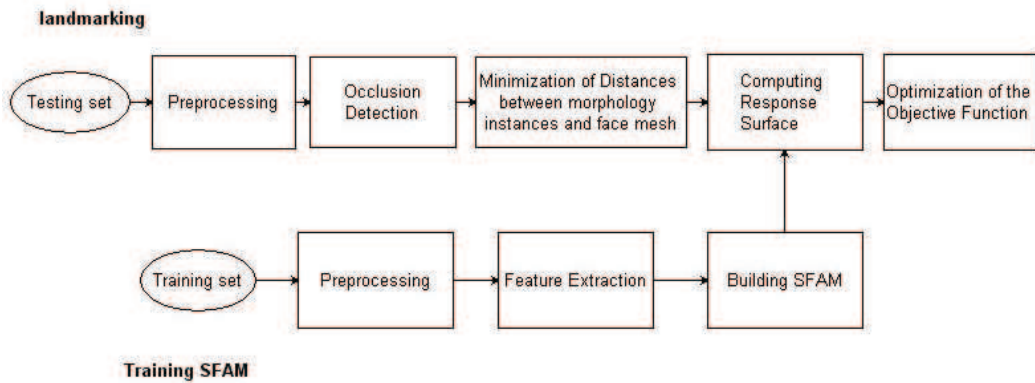 landmarking
Testing set
Preprocessing
Occlusion
Detection
Minimization of Distances
between morphology
instances and face mesh
Computing
Response
Surface
Optimization of the
Objective Function
Training set
Preprocessing
Feature Extraction
Building SFAM
Training SFAM